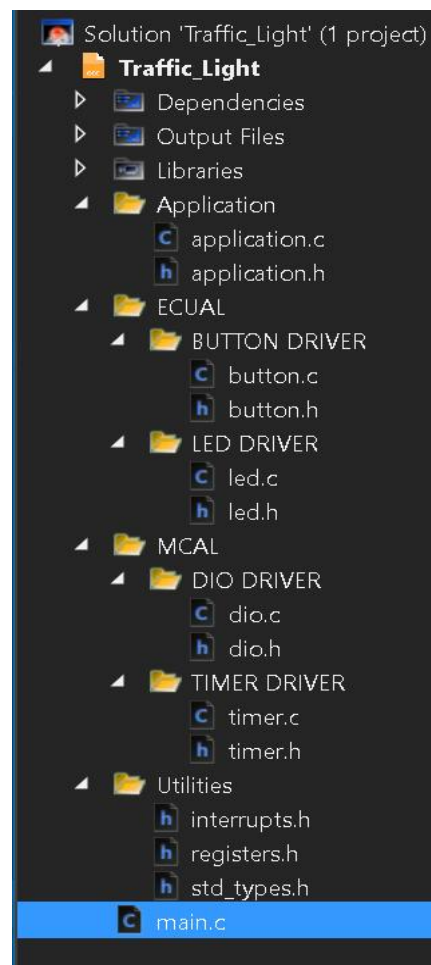 Solution 'Traffic_Light' (1 project)
Traffic_Light
Dependencies
Output Files
Libraries
Application
application.c
application.h
ECUAL
BUTTON DRIVER
button.c
button.h
LED DRIVER
led.c
led.h
MCAL
DIO DRIVER
dio.c
dio.h
TIMER DRIVER
timer.c
timer.h
Utilities
interrupts.h
registers.h
std_types.h
main.c